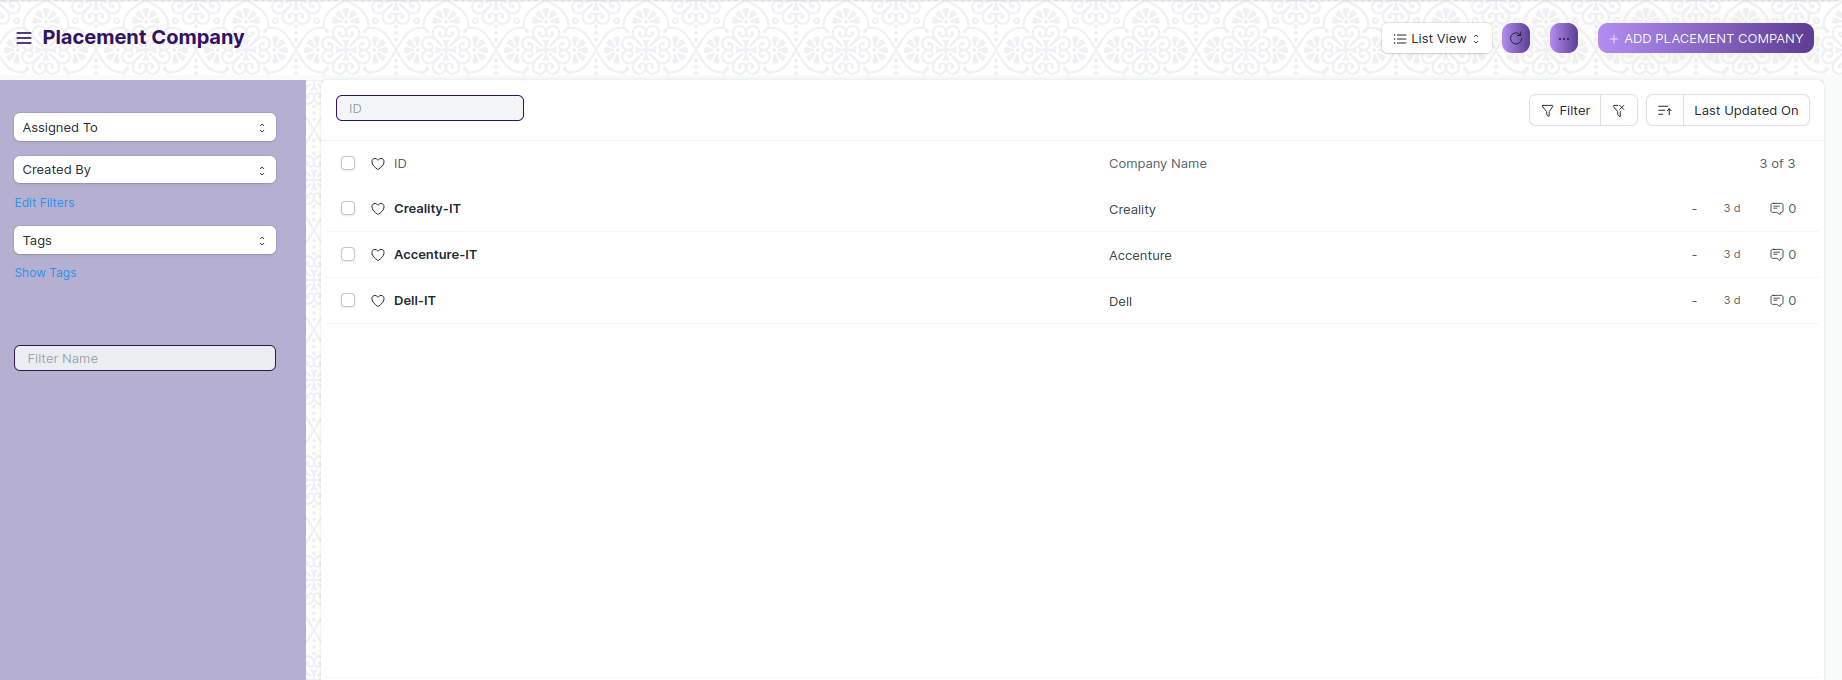 Placement Company
List View
...
+ ADD PLACEMENT COMPANY
Assigned To
Created By
Edit Filters
Tags
Show Tags
Filter Name
ID
Filter
Last Updated On
ID Company Name 3 of 3
Creality-IT Creality - 3 d 0
Accenture-IT Accenture - 3 d 0
Dell-IT Dell - 3 d 0